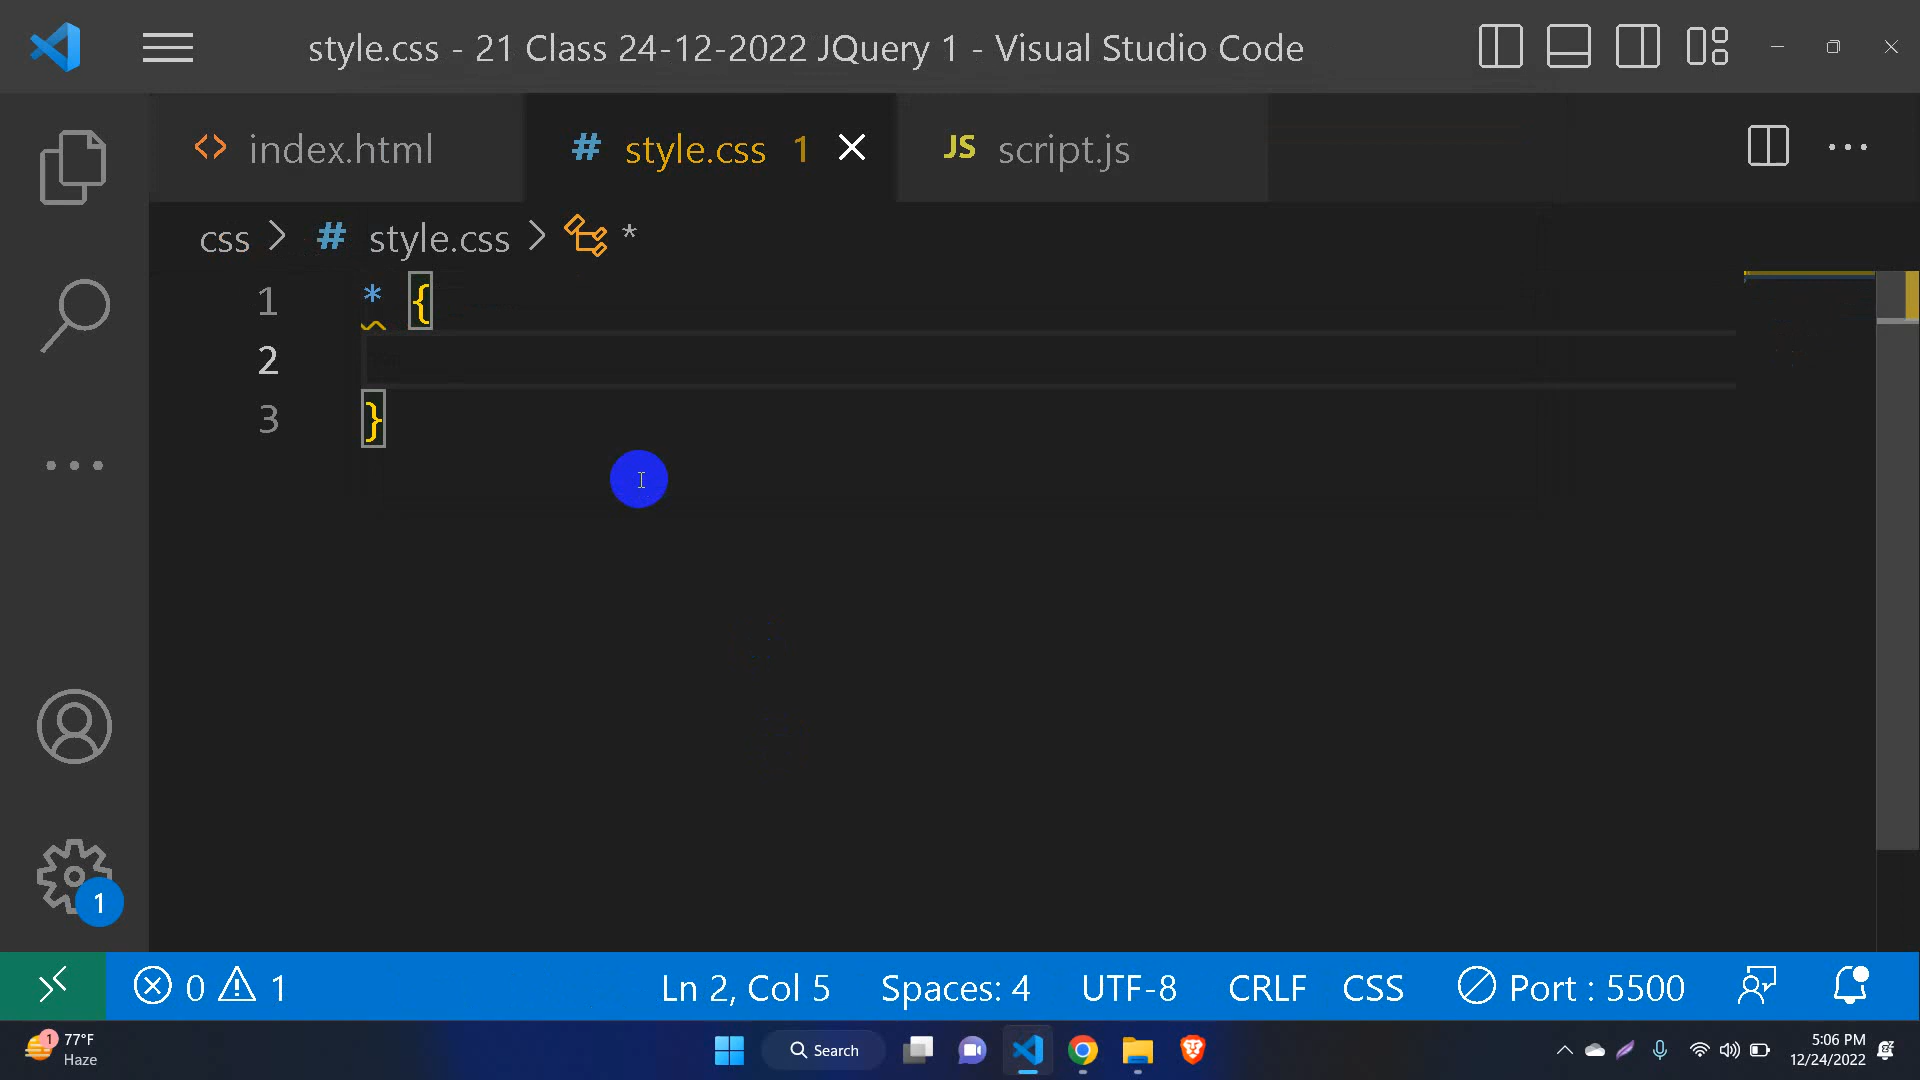 style.css - 21 Class 24-12-2022 JQuery 1 - Visual Studio Code
index.html
# style.css 1
JS script.js
css > # style.css > *
1 * {
2
3 }
1
0 1
Ln 2, Col 5 Spaces: 4 UTF-8 CRLF CSS Port : 5500
1
77°F
Haze
Search
5:06 PM
12/24/2022